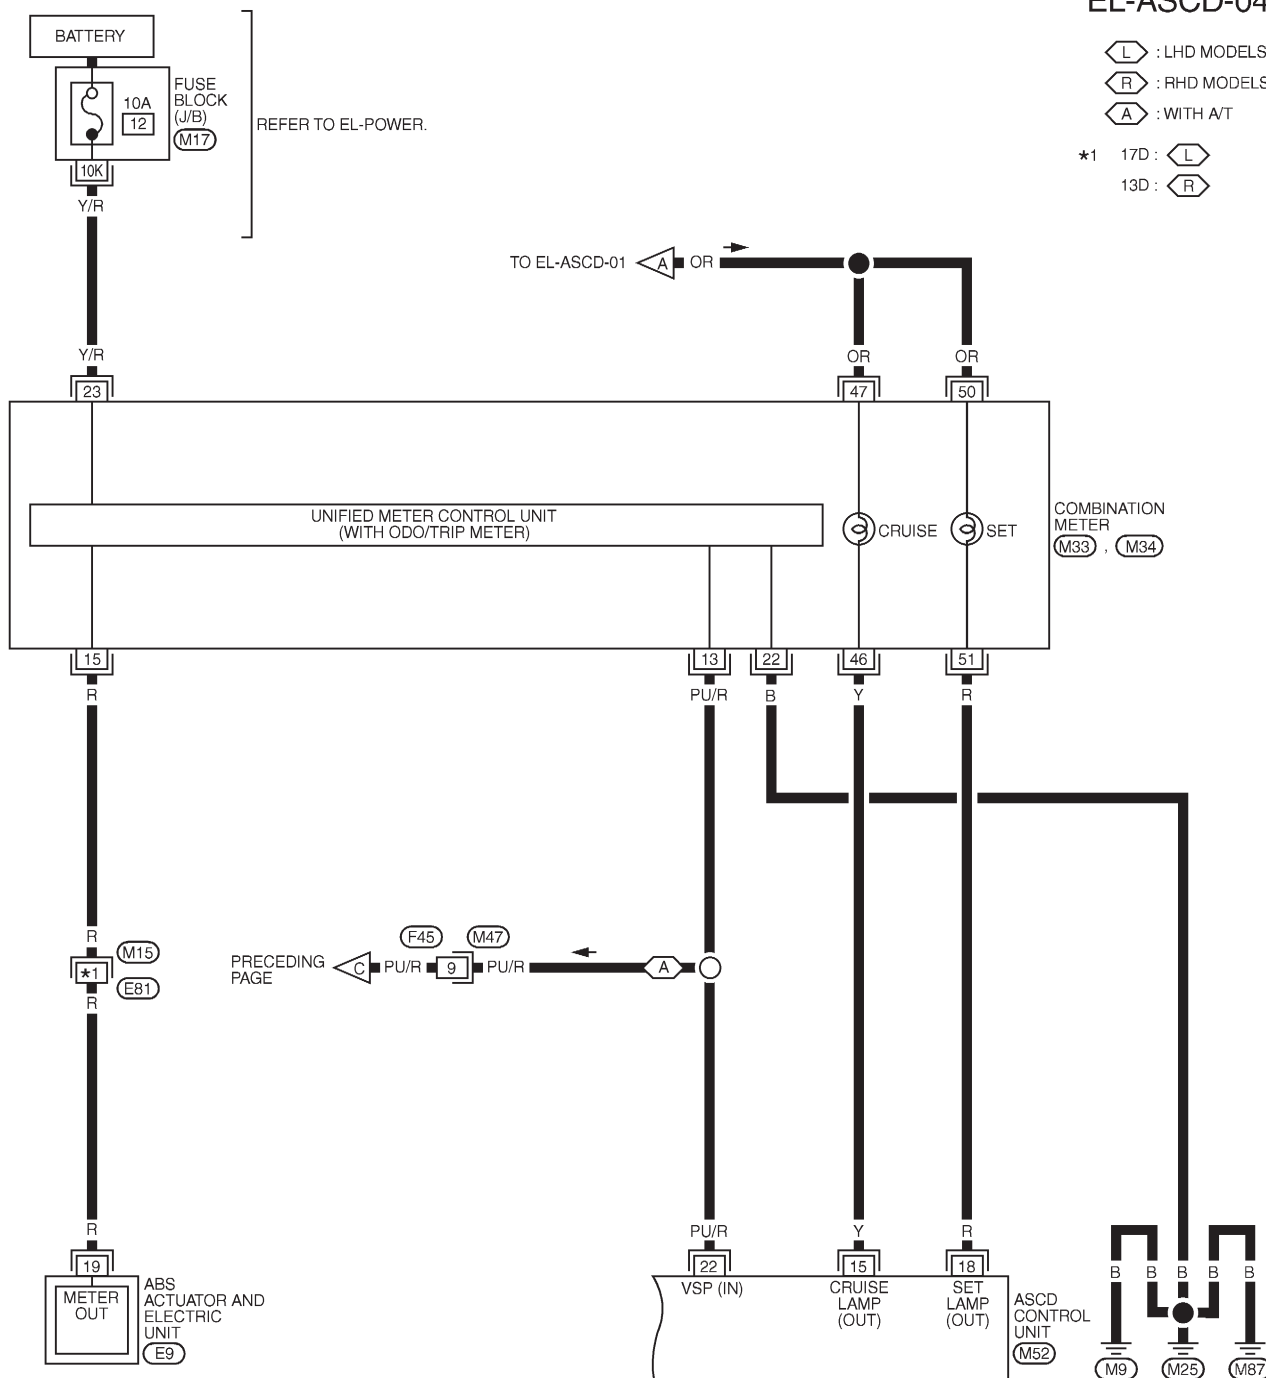 EL-ASCD-04
L : LHD MODELS
R : RHD MODELS
A : WITH A/T
*1 17D : L
13D : R
BATTERY
10A
12
FUSE
BLOCK
(J/B)
M17
REFER TO EL-POWER.
10K
Y/R
TO EL-ASCD-01 A OR
Y/R
OR
OR
23
47
50
UNIFIED METER CONTROL UNIT
(WITH ODO/TRIP METER)
CRUISE
SET
COMBINATION
METER
M33 , M34
15
13
22
46
51
R
PU/R
B
Y
R
R
M15
*1
E81
R
F45
M47
PRECEDING
PAGE
C PU/R 9 PU/R A
R
PU/R
Y
R
19
22
15
18
METER
OUT
ABS
ACTUATOR AND
ELECTRIC
UNIT
E9
VSP (IN)
CRUISE
LAMP
(OUT)
SET
LAMP
(OUT)
ASCD
CONTROL
UNIT
M52
B B B B B
M9
M25
M87